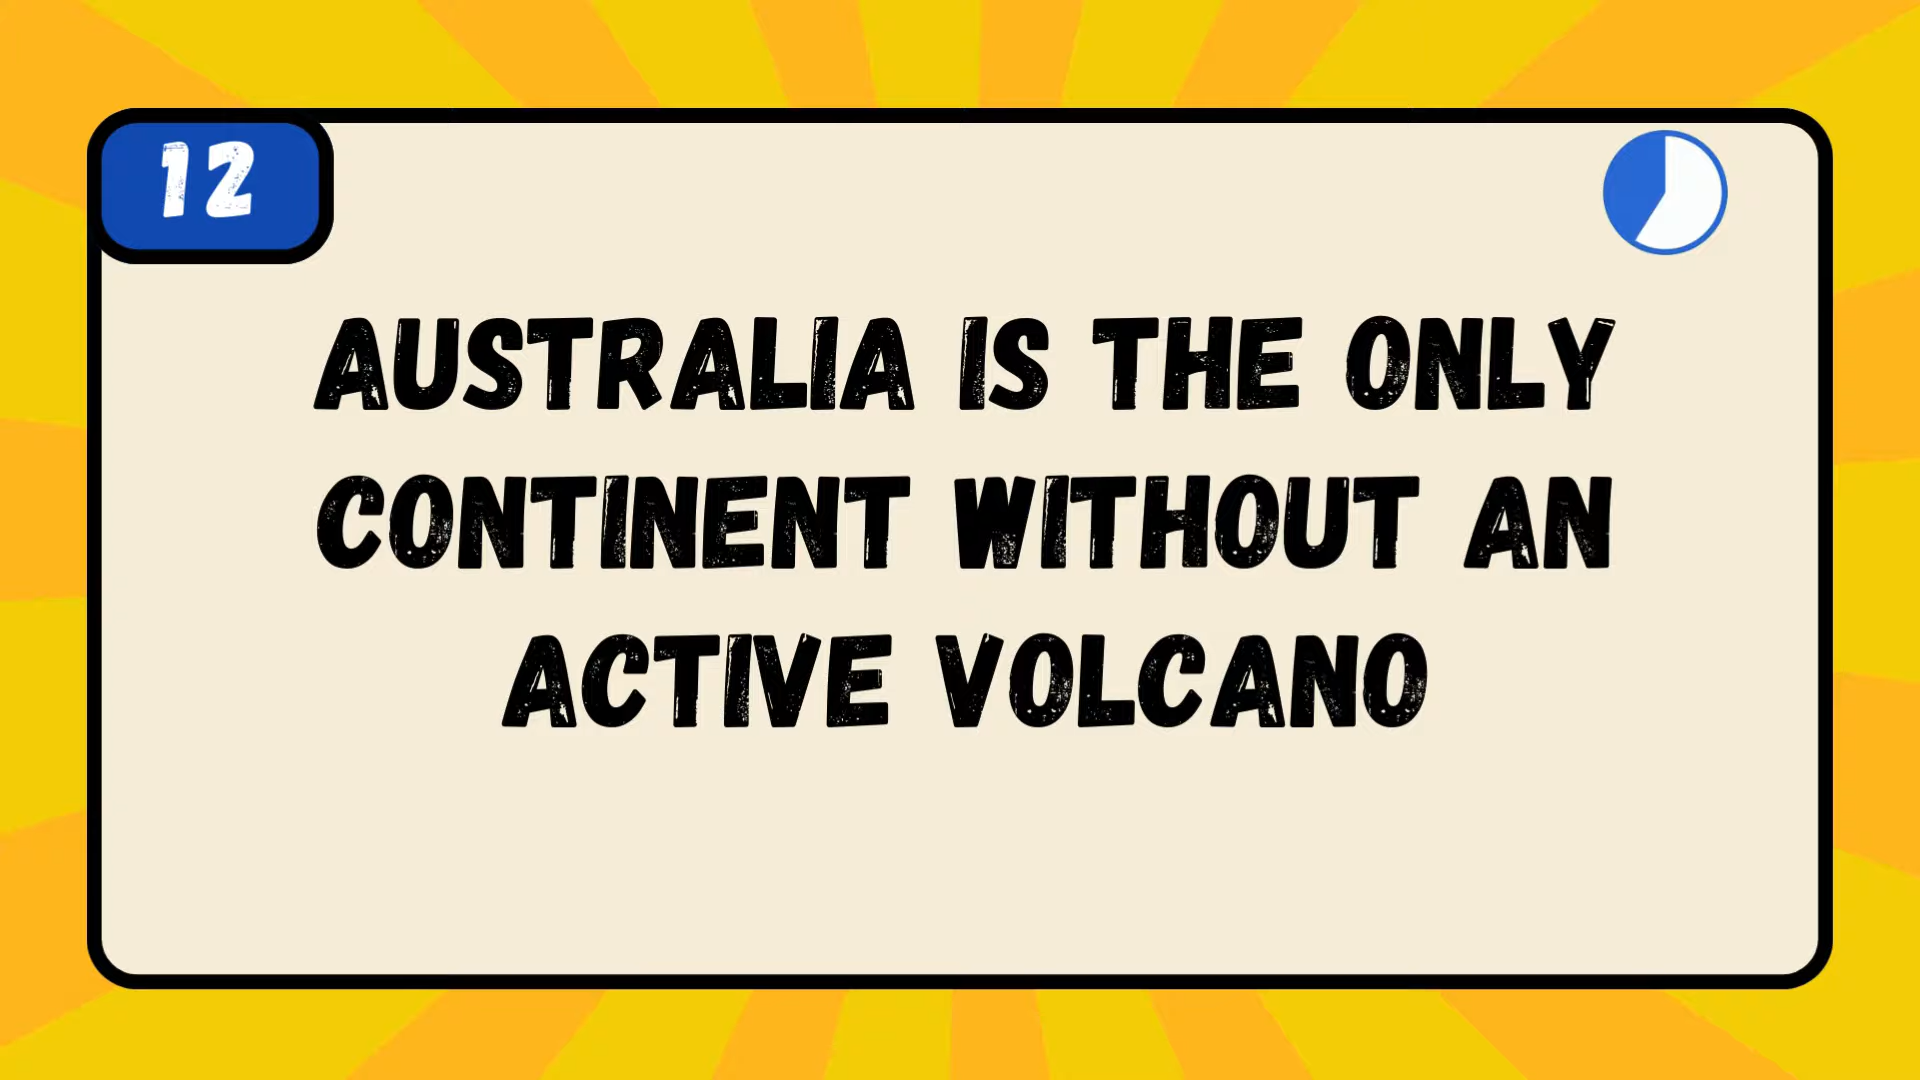 12
AUSTRALIA IS THE ONLY
CONTINENT WITHOUT AN
ACTIVE VOLCANO